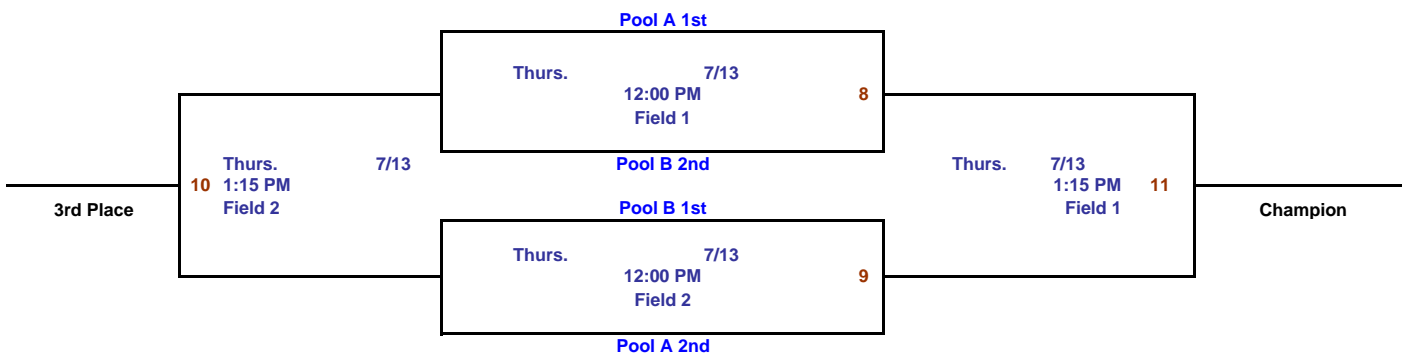 Pool A 1st
Thurs. 7/13
12:00 PM
8
Field 1
Pool B 2nd
Thurs. 7/13
10 1:15 PM
Field 2
3rd Place
Thurs. 7/13
1:15 PM 11
Field 1
Champion
Pool B 1st
Thurs. 7/13
12:00 PM
9
Field 2
Pool A 2nd